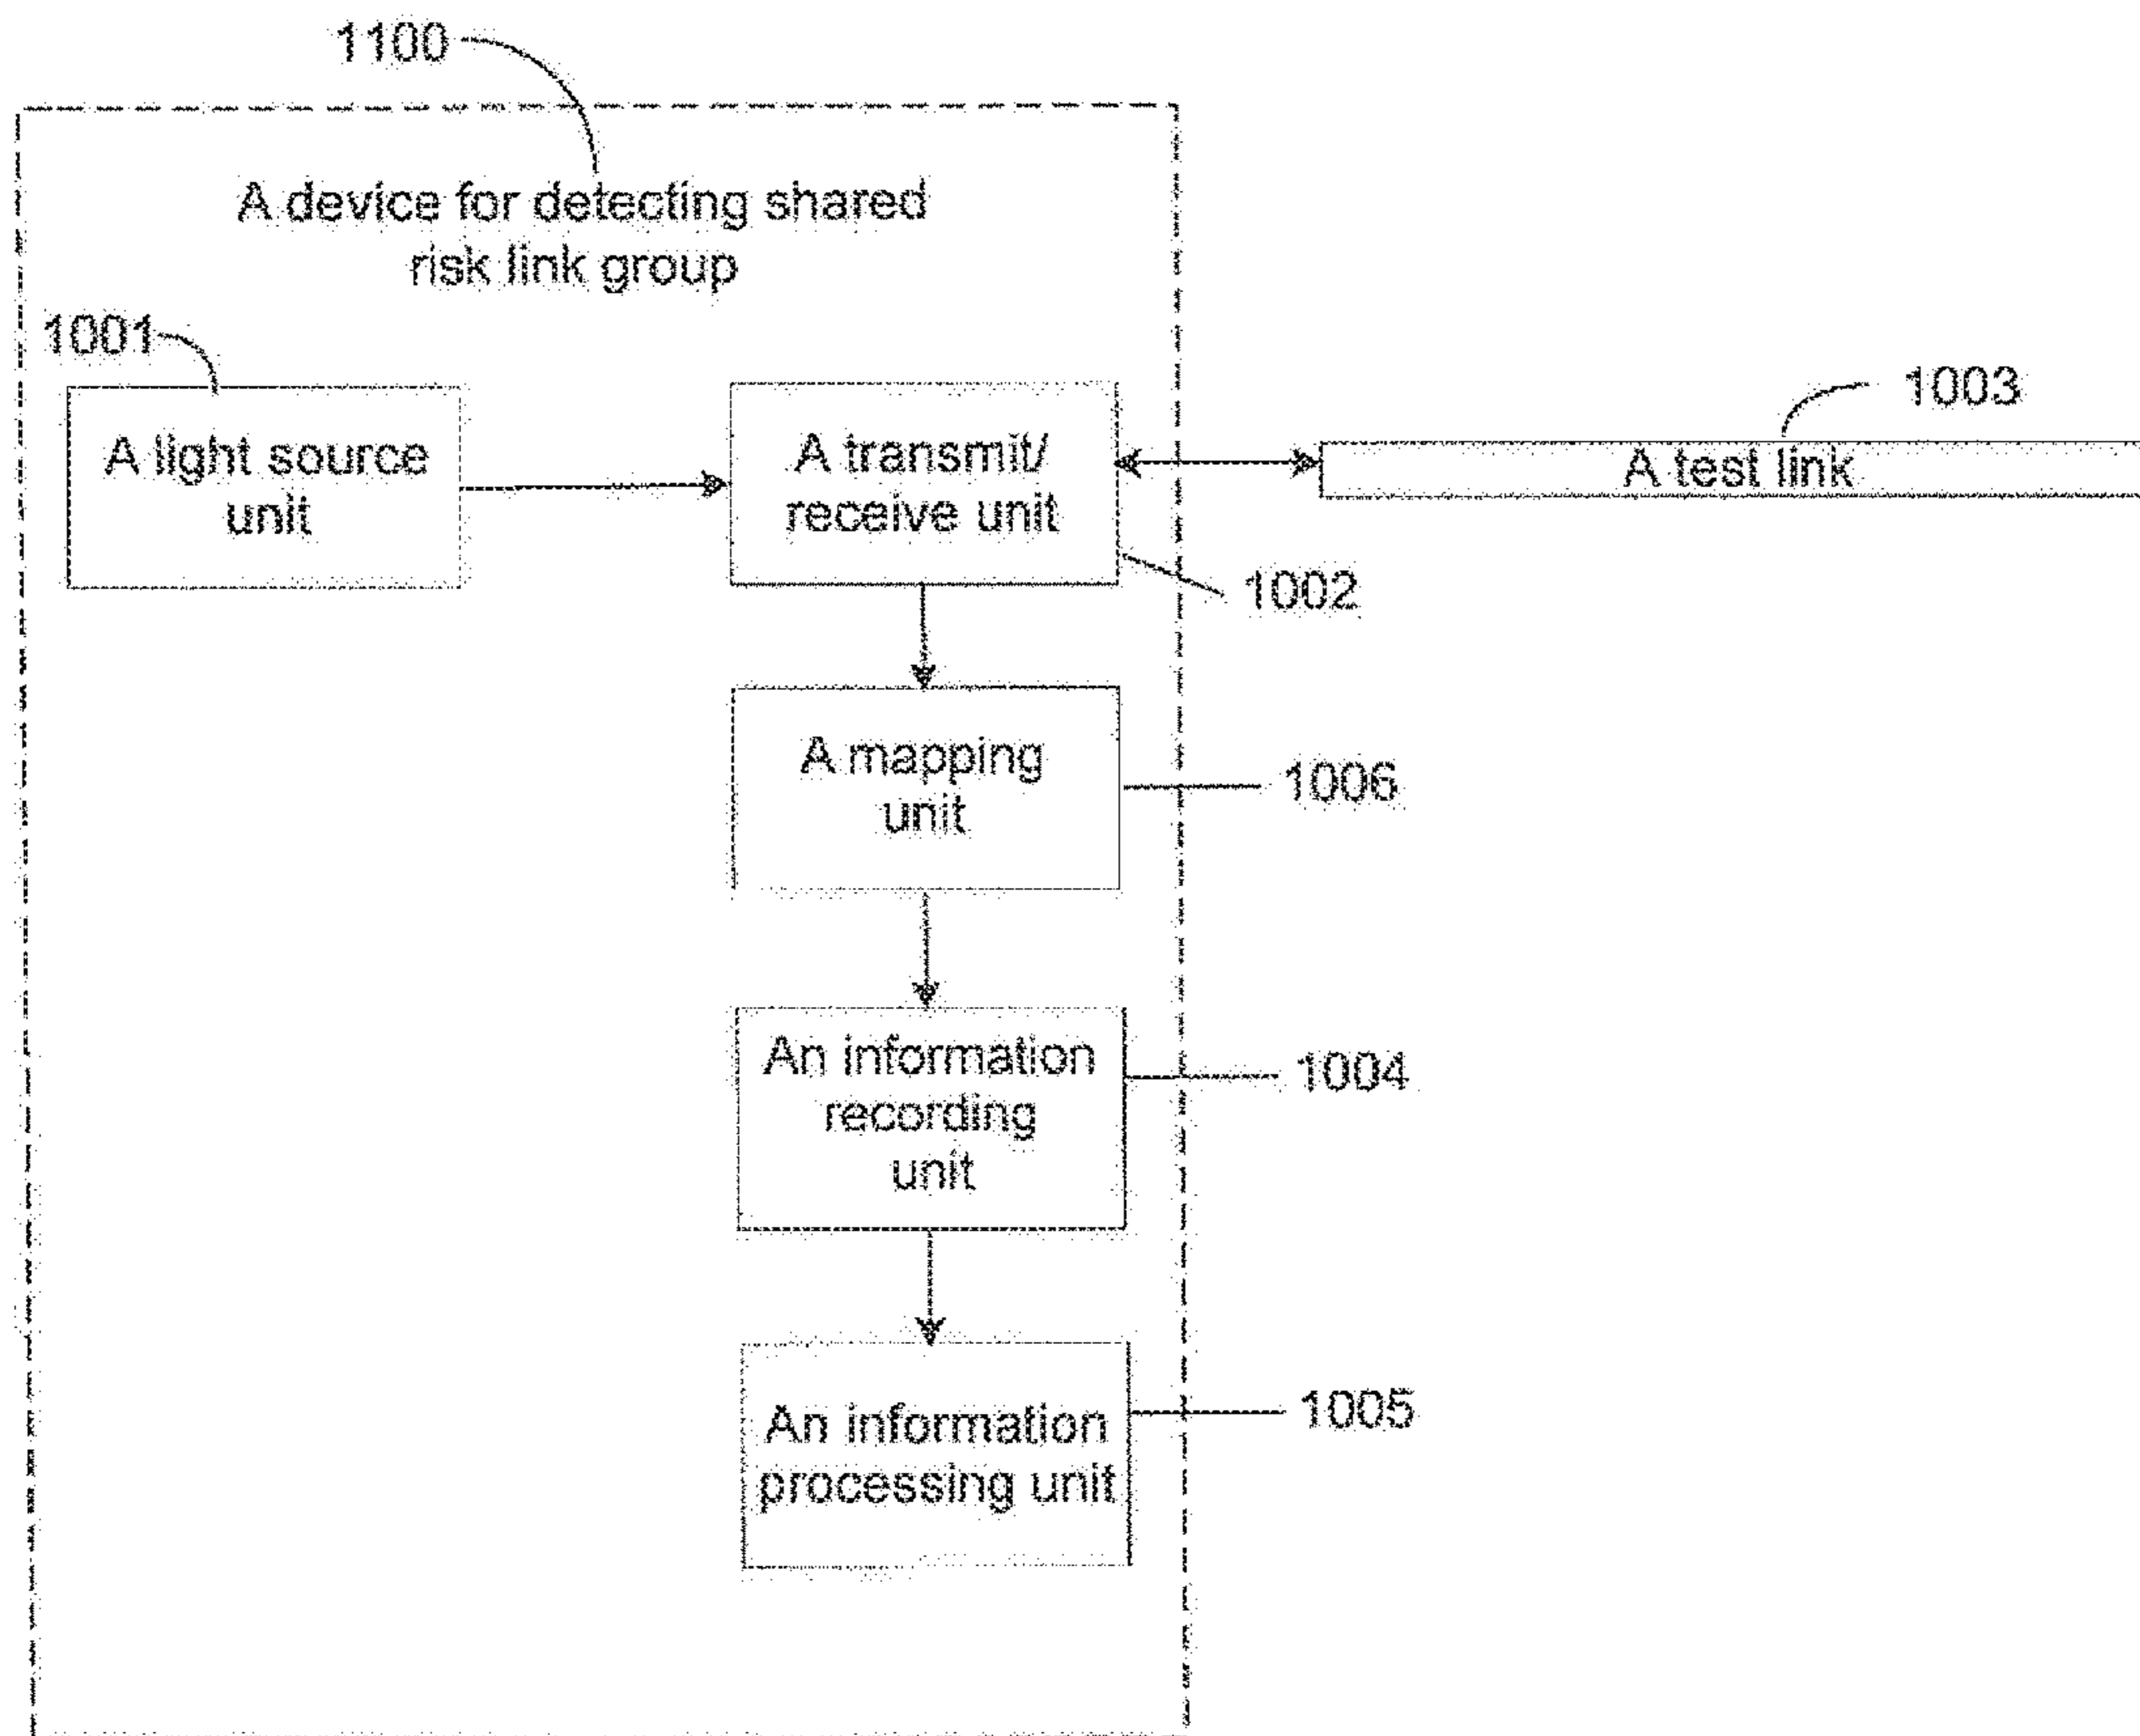 1100
A device for detecting shared
risk link group
1001
A light source
unit
A transmit/
receive unit
1003
A test link
1002
A mapping
unit
1006
An information
recording
unit
1004
An information
processing unit
1005